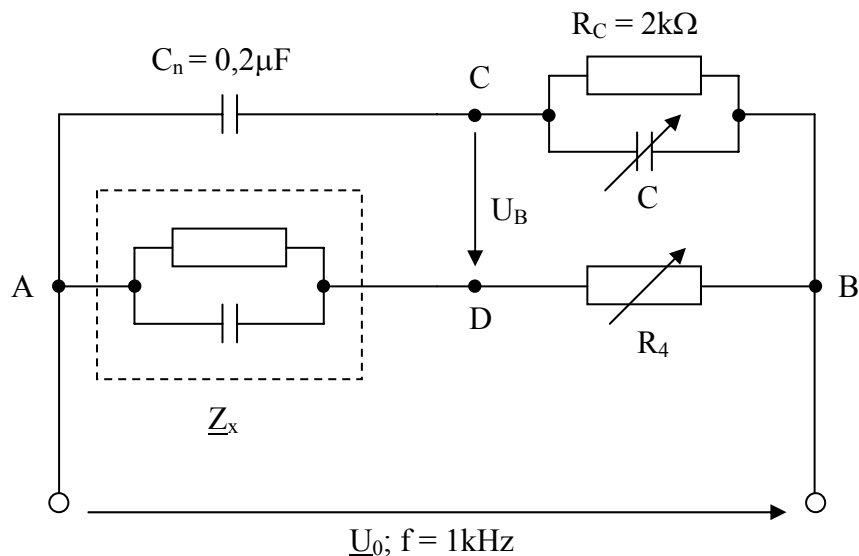 R_C = 2kΩ
C_n = 0,2μF
C
C
U_B
A
B
D
R_4
Z_x
U_0; f = 1kHz